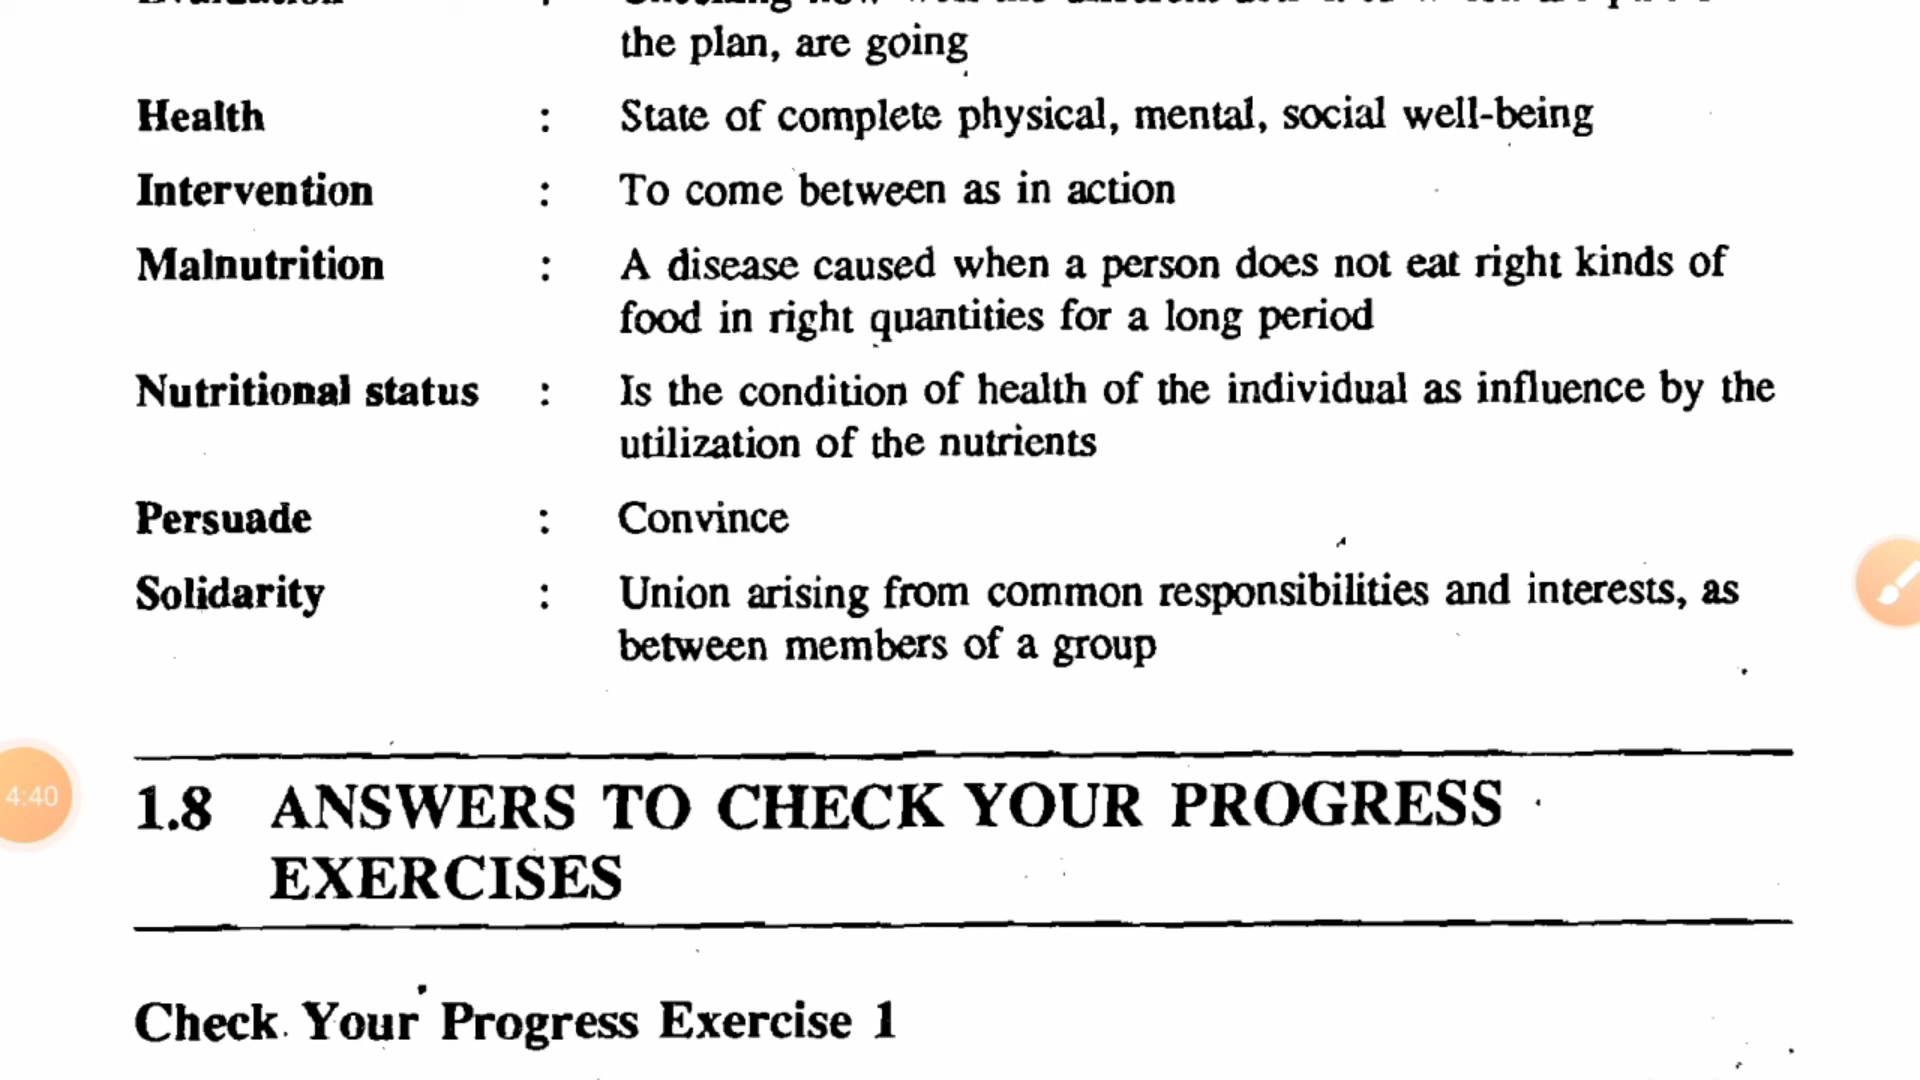 the plan, are going
Health : State of complete physical, mental, social well-being
Intervention : To come between as in action
Malnutrition : A disease caused when a person does not eat right kinds of
food in right quantities for a long period
Nutritional status : Is the condition of health of the individual as influence by the
utilization of the nutrients
Persuade : Convince
Solidarity : Union arising from common responsibilities and interests, as
between members of a group
4:40
1.8 ANSWERS TO CHECK YOUR PROGRESS
EXERCISES
Check Your Progress Exercise 1